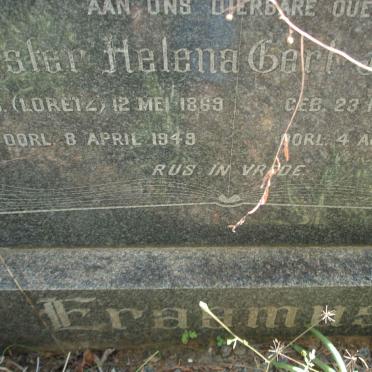 AAN ONS DIERBARE OUE
ster Helena Gert J
(LORETZ) 12 MEI 1869 GEB. 23
OORL. 8 APRIL 1949 OORL. 4 A
RUS IN VREDE
Erasmus